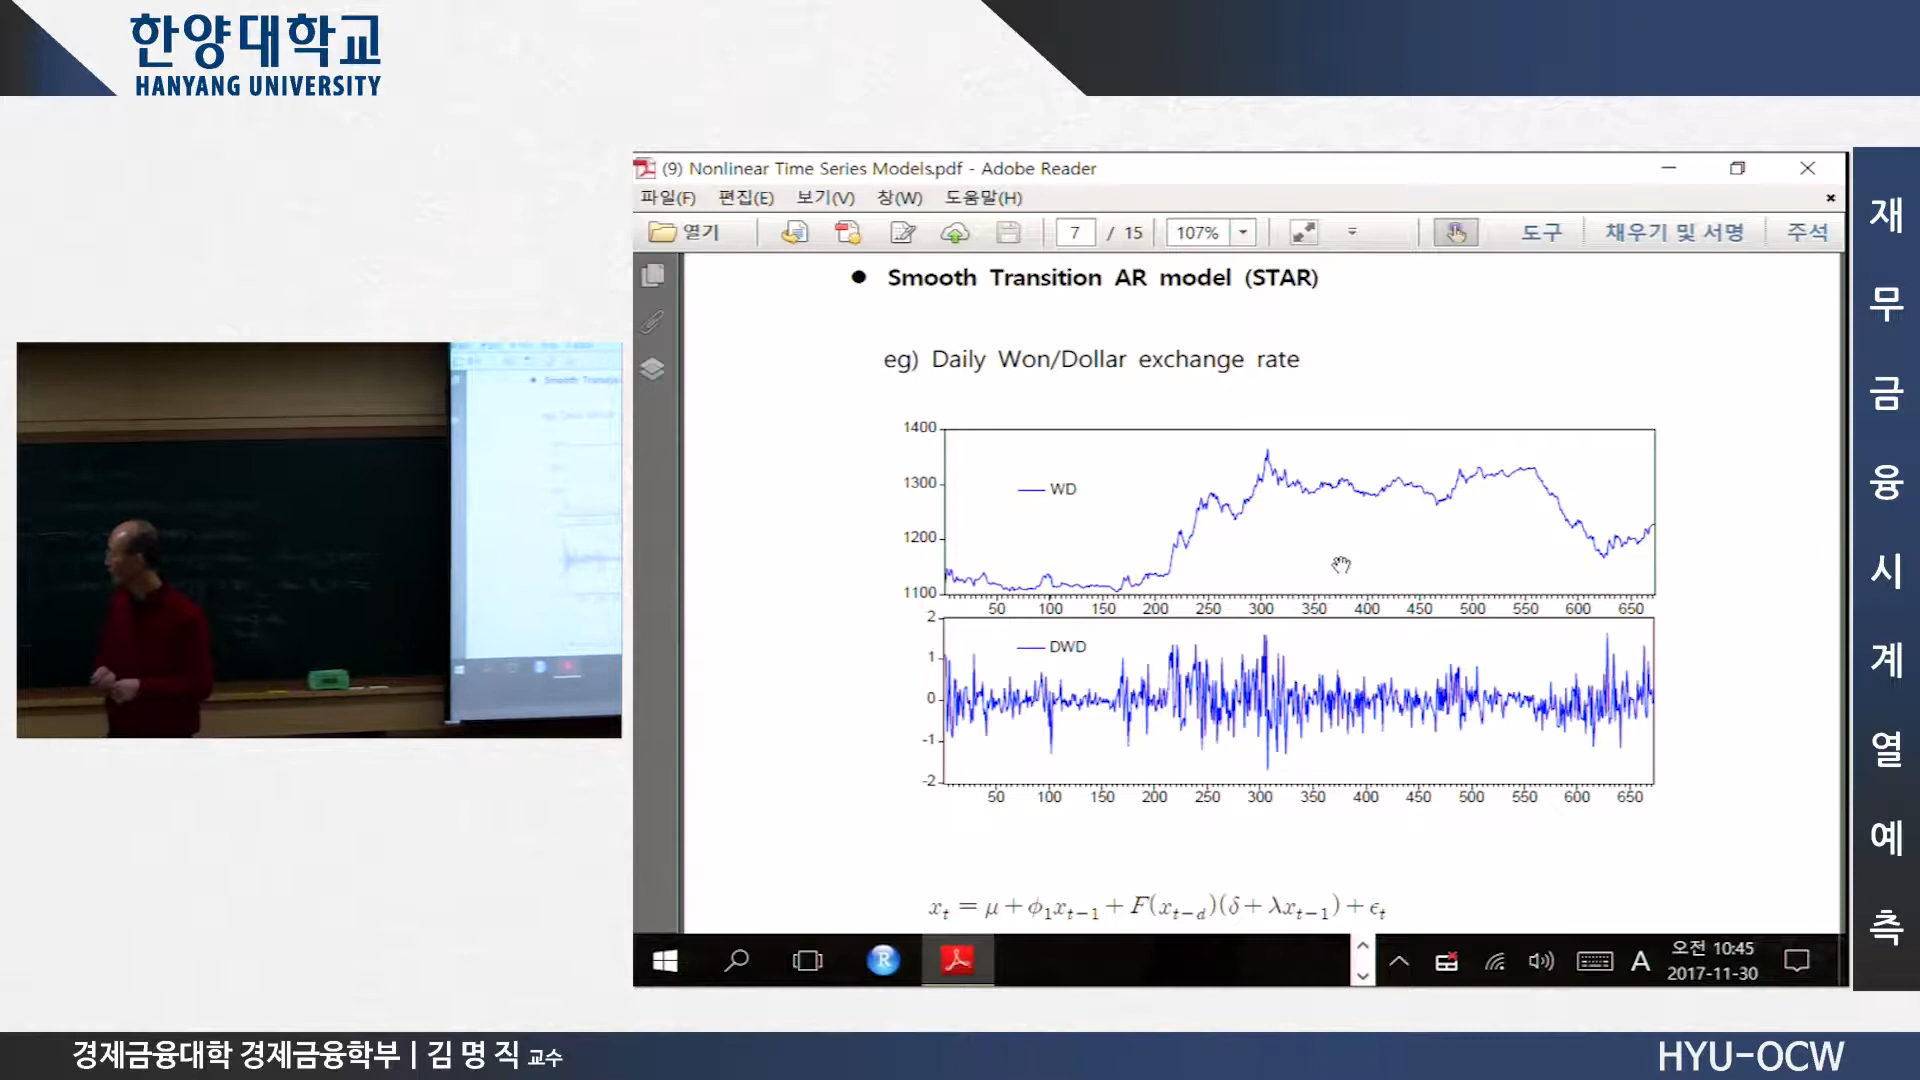 한양대학교
HANYANG UNIVERSITY
(9) Nonlinear Time Series Models.pdf - Adobe Reader
파일(F) 편집(E) 보기(V) 창(W) 도움말(H)
열기 7 / 15 107% 도구 채우기 및 서명 주석
● Smooth Transition AR model (STAR)
eg) Daily Won/Dollar exchange rate
1400
1300
1200
1100
WD
50 100 150 200 250 300 350 400 450 500 550 600 650
2
1
0
-1
-2
DWD
50 100 150 200 250 300 350 400 450 500 550 600 650
x_t = μ + ϕ_1 x_{t-1} + F(x_{t-d})(δ + λx_{t-1}) + ϵ_t
A 오전 10:45
2017-11-30
재무금융시계열예측
경제금융대학 경제금융학부 | 김명직 교수
HYU-OCW